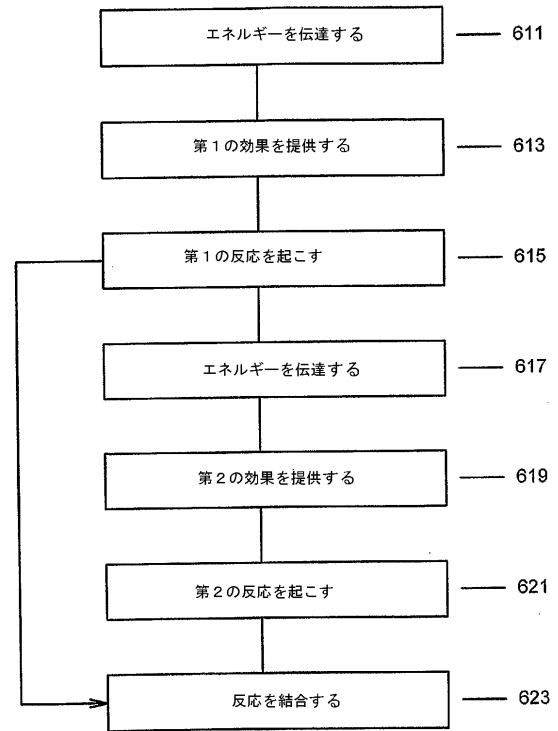 エネルギーを伝達する 611
第1の効果を提供する 613
第1の反応を起こす 615
エネルギーを伝達する 617
第2の効果を提供する 619
第2の反応を起こす 621
反応を結合する 623